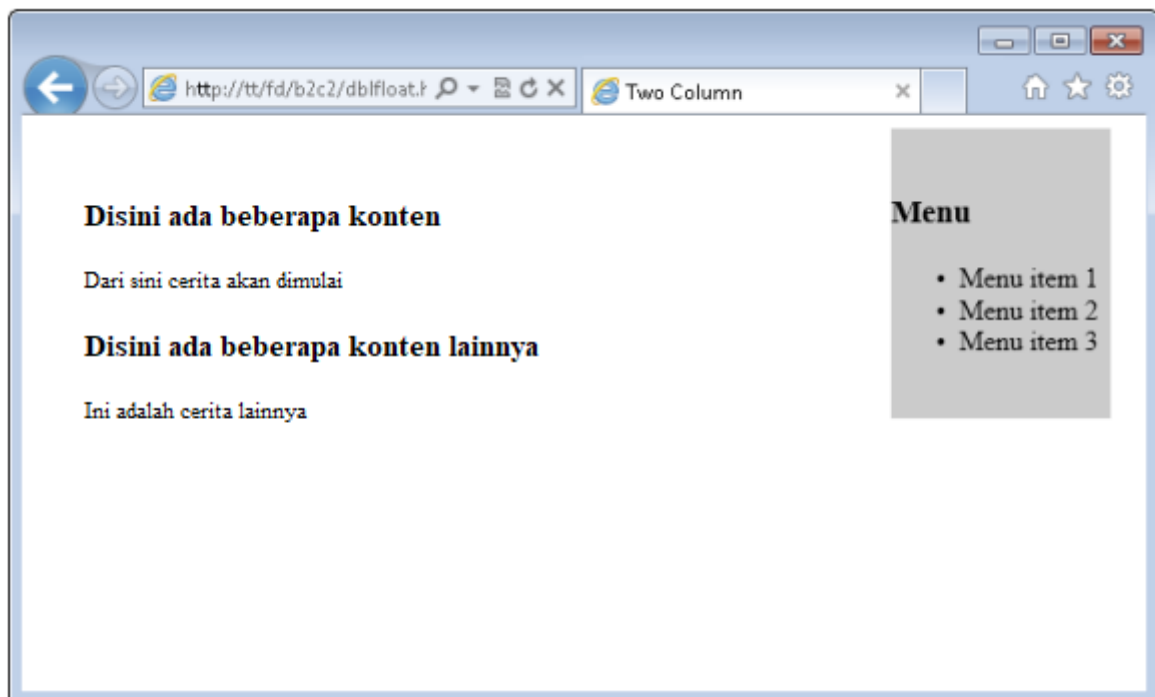 http://tt/fd/b2c2/dblfloat.h
Two Column
Disini ada beberapa konten
Dari sini cerita akan dimulai
Disini ada beberapa konten lainnya
Ini adalah cerita lainnya
Menu
• Menu item 1
• Menu item 2
• Menu item 3